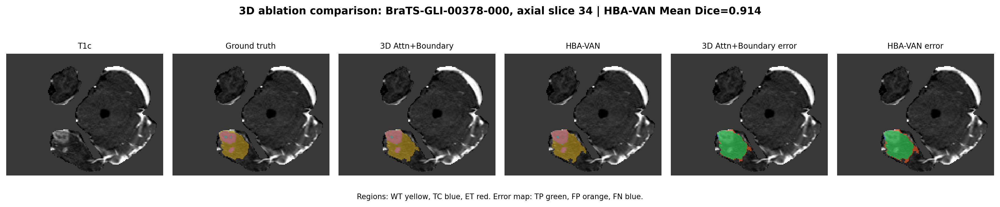 3D ablation comparison: BraTS-GLI-00378-000, axial slice 34 | HBA-VAN Mean Dice=0.914
T1c
Ground truth
3D Attn+Boundary
HBA-VAN
3D Attn+Boundary error
HBA-VAN error
Regions: WT yellow, TC blue, ET red. Error map: TP green, FP orange, FN blue.